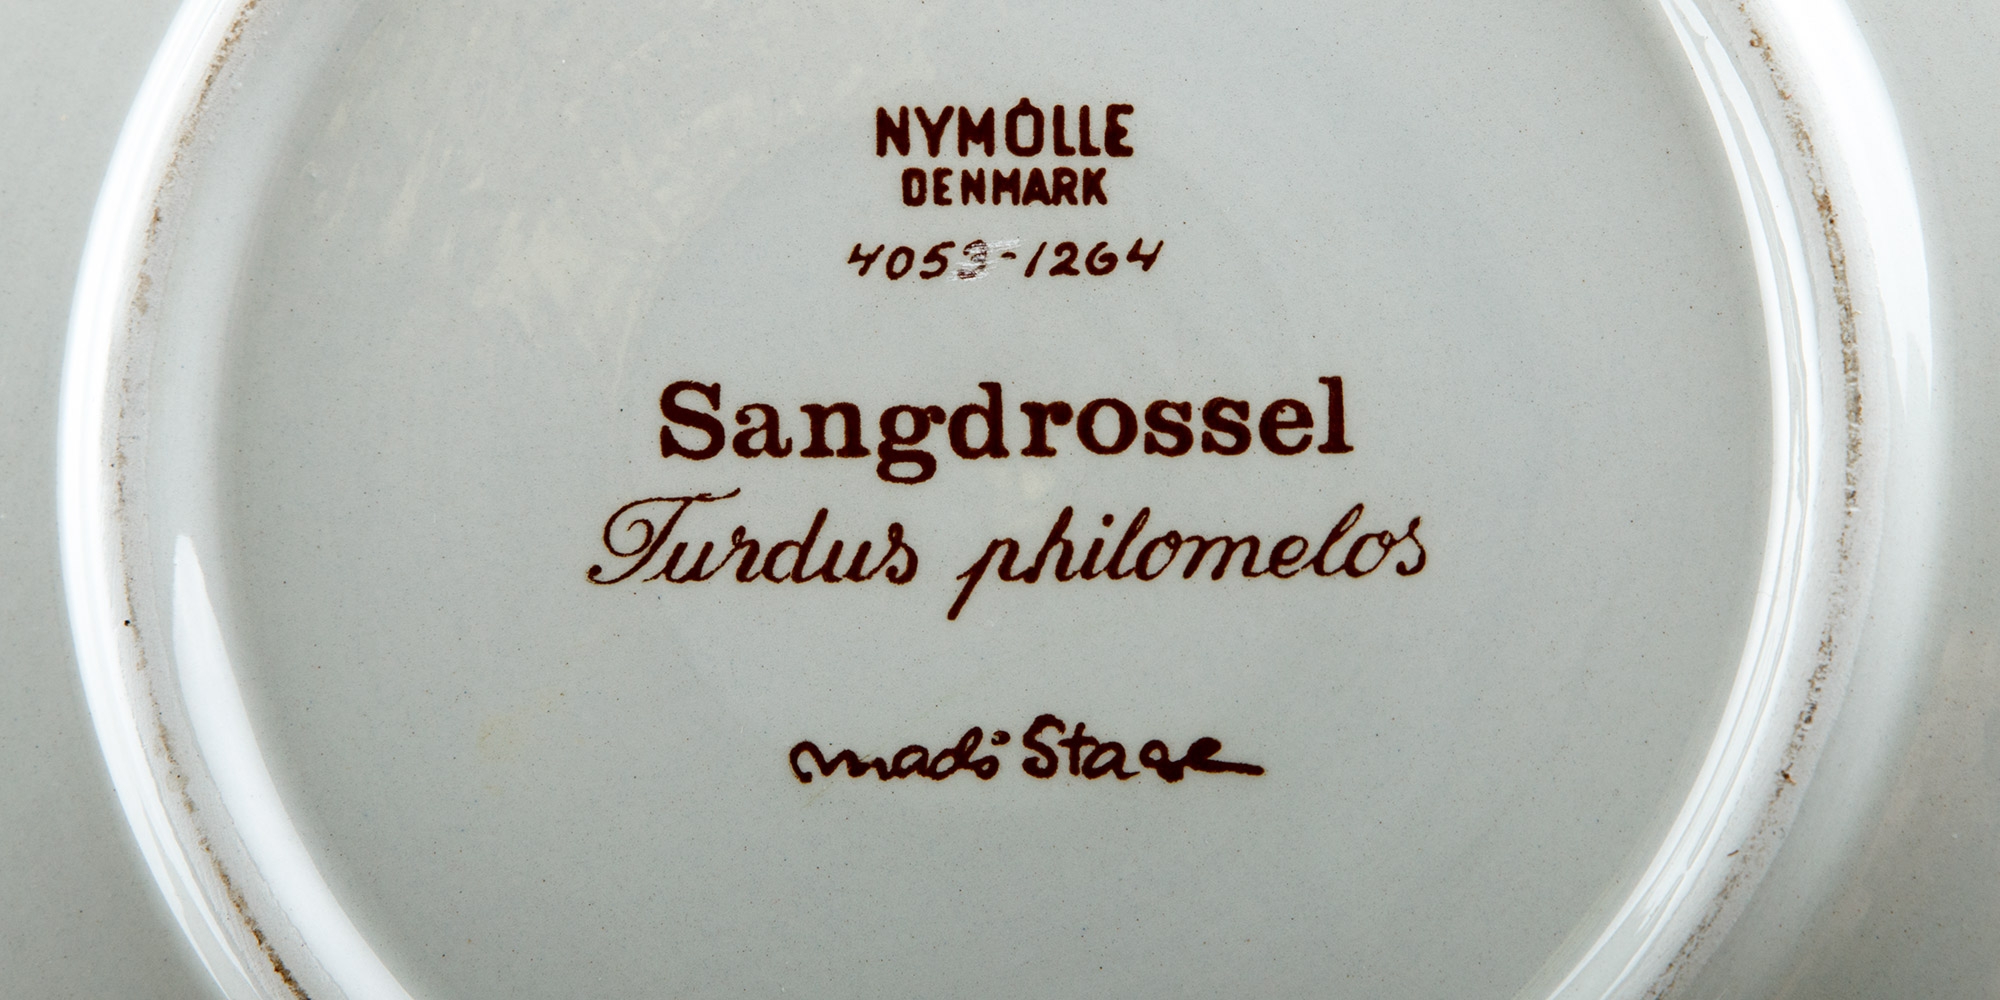 NYMÖLLE
DENMARK
4053-1264
Sangdrossel
Turdus philomelos
mads Stage